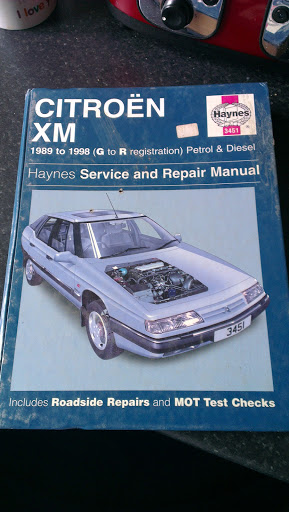 I love
CITROËN
XM
Haynes
3451
1989 to 1998 (G to R registration) Petrol & Diesel
Haynes Service and Repair Manual
3451
Includes Roadside Repairs and MOT Test Checks